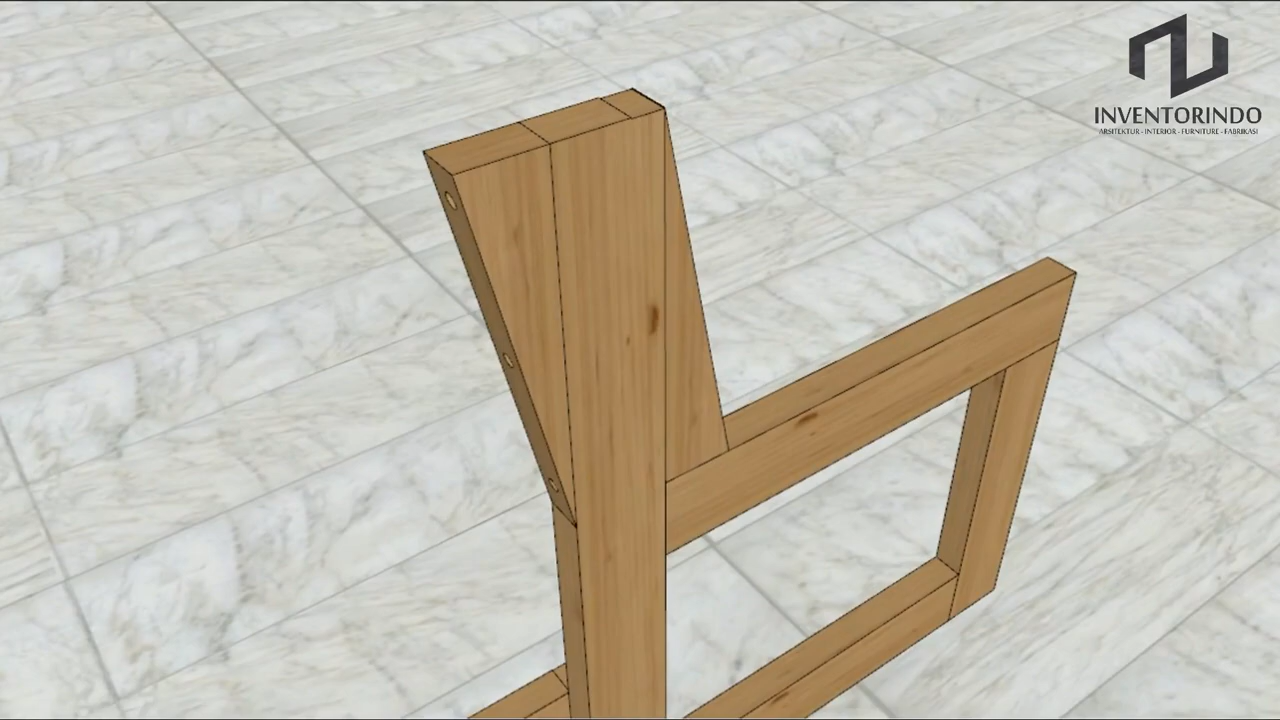 INVENTORINDO
ARSITEKTUR - INTERIOR - FURNITURE - FABRIKASI